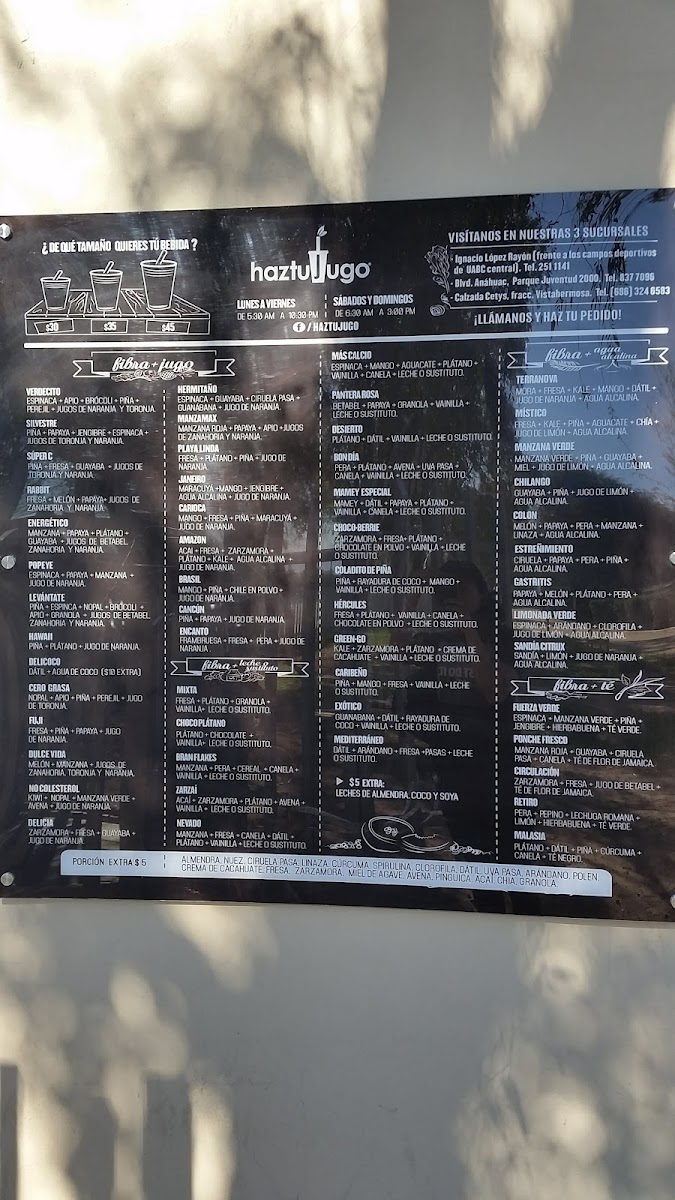 ¿DE QUÉ TAMAÑO QUIERES TÚ BEBIDA?
$30
$35
$45
haztuJugo
LUNES A VIERNES
DE 5:30 AM A 10:30 PM
SÁBADOS Y DOMINGOS
DE 6:30 AM A 3:00 PM
/HAZTUJUGO
VISÍTANOS EN NUESTRAS 3 SUCURSALES
- Ignacio López Rayón (frente a los campos deportivos
de UABC central). Tel. 251 1141
- Blvd. Anáhuac, Parque Juventud 2000, Tel. 837 7096
- Calzada Cetys, fracc. Vistahermosa. Tel. (686) 324 6583
¡LLÁMANOS Y HAZ TU PEDIDO!
fibra + jugo
VERDECITO
ESPINACA + APIO + BRÓCOLI + PIÑA +
PEREJIL + JUGOS DE NARANJA Y TORONJA.
SILVESTRE
PIÑA + PAPAYA + JENGIBRE + ESPINACA +
JUGOS DE TORONJA Y NARANJA.
SÚPER C
PIÑA + FRESA + GUAYABA + JUGOS DE
TORONJA Y NARANJA.
RABBIT
FRESA + MELÓN + PAPAYA+ JUGOS DE
ZANAHORIA Y NARANJA.
ENERGÉTICO
MANZANA + PAPAYA + PLÁTANO +
GUAYABA + JUGOS DE BETABEL,
ZANAHORIA Y NARANJA.
POPEYE
ESPINACA + PAPAYA + MANZANA +
JUGO DE NARANJA.
LEVÁNTATE
PIÑA + ESPINCA + NOPAL + BRÓCOLI +
APIO + GRANOLA + JUGOS DE BETABEL,
ZANAHORIA Y NARANJA.
HAWAII
PIÑA + PLÁTANO + JUGO DE NARANJA.
DELICOCO
DÁTIL + AGUA DE COCO ($10 EXTRA)
CERO GRASA
NOPAL + APIO + PIÑA + PEREJIL + JUGO
DE TORONJA.
FUJI
FRESA + PIÑA + PAPAYA + JUGO
DE NARANJA.
DULCE VIDA
MELÓN + MANZANA + JUGOS DE
ZANAHORIA, TORONJA Y NARANJA.
NO COLESTEROL
KIWI + NOPAL + MANZANA VERDE +
AVENA + JUGO DE NARANJA.
DELICIA
ZARZAMORA + FRESA + GUAYABA +
JUGO DE NARANJA.
HERMITAÑO
ESPINACA + GUAYABA + CIRUELA PASA +
GUANÁBANA + JUGO DE NARANJA.
MANZAMAX
MANZANA ROJA + PAPAYA + APIO +JUGOS
DE ZANAHORIA Y NARANJA.
PLAYA LINDA
FRESA + PLÁTANO + PIÑA + JUGO DE
NARANJA.
JANEIRO
MARACUYÁ +MANGO + JENGIBRE +
AGUA ALCALINA + JUGO DE NARANJA.
CARIOCA
MANGO + FRESA + PIÑA + MARACUYÁ +
JUGO DE NARANJA.
AMAZON
ACAI + FRESA + ZARZAMORA +
PLÁTANO + KALE + AGUA ALCALINA
+ JUGO DE NARANJA.
BRASIL
MANGO + PIÑA + CHILE EN POLVO +
JUGO DE NARANJA.
CANCÚN
PIÑA + PAPAYA + JUGO DE NARANJA.
ENCANTO
FRAMBRUESA + FRESA + PERA + JUGO DE
NARANJA
fibra + leche o sustituto
MIXTA
FRESA + PLÁTANO + GRANOLA +
VAINILLA+ LECHE O SUSTITUTO.
CHOCOPLÁTANO
PLÁTANO + CHOCOLATE +
VAINILLA+ LECHE O SUSTITUTO.
BRAN FLAKES
MANZANA + PERA + CEREAL + CANELA
+ VAINILLA + LECHE O SUSTITUTO.
ZARZAÍ
ACAÍ + ZARZAMORA + PLÁTANO + AVENA +
VAINILLA + LECHE O SUSTITUTO.
NEVADO
MANZANA + FRESA + CANELA + DÁTIL +
PLÁTANO + VAINILLA + LECHE O SUSTITUTO.
MÁS CALCIO
ESPINACA + MANGO + AGUACATE + PLÁTANO +
VAINILLA + CANELA + LECHE O SUSTITUTO.
PANTERA ROSA
BETABEL + PAPAYA + GRANOLA + VAINILLA +
LECHE O SUSTITUTO.
DESIERTO
PLÁTANO + DÁTIL + VAINILLA + LECHE O SUSTITUTO.
BON DÍA
PERA + PLÁTANO + AVENA + UVA PASA +
CANELA + VAINILLA + LECHE O SUSTITUTO.
MAMEY ESPECIAL
MAMEY + DÁTIL + PAPAYA + PLÁTANO +
VAINILLA + CANELA + LECHE O SUSTITUTO.
CHOCO-BERRIE
ZARZAMORA + FRESA+ PLÁTANO +
CHOCOLATE EN POLVO + VAINILLA + LECHE
O SUSTITUTO.
COLADITO DE PIÑA
PIÑA + RAYADURA DE COCO + MANGO +
VAINILLA + LECHE O SUSTITUTO.
HÉRCULES
FRESA + PLÁTANO + VAINILLA + CANELA +
CHOCOLATE EN POLVO + LECHE O SUSTITUTO.
GREEN-GO
KALE + ZARZAMORA + PLÁTANO + CREMA DE
CACAHUATE + VAINILLA + LECHE O SUSTITUTO.
CARIBEÑO
PIÑA + MANGO + FRESA + VAINILLA + LECHE
O SUSTITUTO.
EXÓTICO
GUANABANA + DÁTIL + RAYADURA DE
COCO + VAINILLA + LECHE O SUSTITUTO.
MEDITERRÁNEO
DÁTIL + ARÁNDANO + FRESA +PASAS + LECHE
O SUSTITUTO.
$5 EXTRA:
LECHES DE ALMENDRA, COCO Y SOYA
fibra + agua alcalina
TERRANOVA
MORA + FRESA + KALE + MANGO + DÁTIL +
JUGO DE NARANJA + AGUA ALCALINA.
MÍSTICO
FRESA + KALE + PIÑA + AGUACATE + CHÍA +
JUGO DE LIMÓN + AGUA ALCALINA.
MANZANA VERDE
MANZANA VERDE + PIÑA + GUAYABA +
MIEL + JUGO DE LIMÓN + AGUA ALCALINA.
CHILANGO
GUAYABA + PIÑA + JUGO DE LIMÓN +
AGUA ALCALINA.
COLON
MELÓN + PAPAYA + PERA + MANZANA +
LINAZA + AGUA ALCALINA.
ESTREÑIMIENTO
CIRUELA + PAPAYA + PERA + PIÑA +
AGUA ALCALINA.
GASTRITIS
PAPAYA + MELÓN + PLÁTANO + PERA +
AGUA ALCALINA.
LIMONADA VERDE
ESPINACA + ARÁNDANO + CLOROFILA +
JUGO DE LIMÓN + AGUA ALCALINA.
SANDÍA CITRUX
SANDÍA + LIMÓN + JUGO DE NARANJA +
AGUA ALCALINA.
fibra + té
FUERZA VERDE
ESPINACA + MANZANA VERDE + PIÑA +
JENGIBRE + HIERBABUENA + TÉ VERDE.
PONCHE FRESCO
MANZANA ROJA + GUAYABA + CIRUELA
PASA + CANELA + TÉ DE FLOR DE JAMAICA.
CIRCULACIÓN
ZARZAMORA + FRESA + JUGO DE BETABEL +
TÉ DE FLOR DE JAMAICA.
RETIRO
PERA + PEPINO + LECHUGA ROMANA +
LIMÓN + HIERBABUENA + TÉ VERDE.
MALASIA
PLÁTANO + DÁTIL + PIÑA + CÚRCUMA +
CANELA + TÉ NEGRO.
PORCIÓN EXTRA $ 5
ALMENDRA, NUEZ, CIRUELA PASA, LINAZA, CÚRCUMA, SPIRULINA, CLOROFILA, DÁTIL, UVA PASA, ARÁNDANO, POLEN
CREMA DE CACAHUATE, FRESA, ZARZAMORA, MIEL DE AGAVE, AVENA, PINGUICA, ACAÍ, CHIA, GRANOLA.